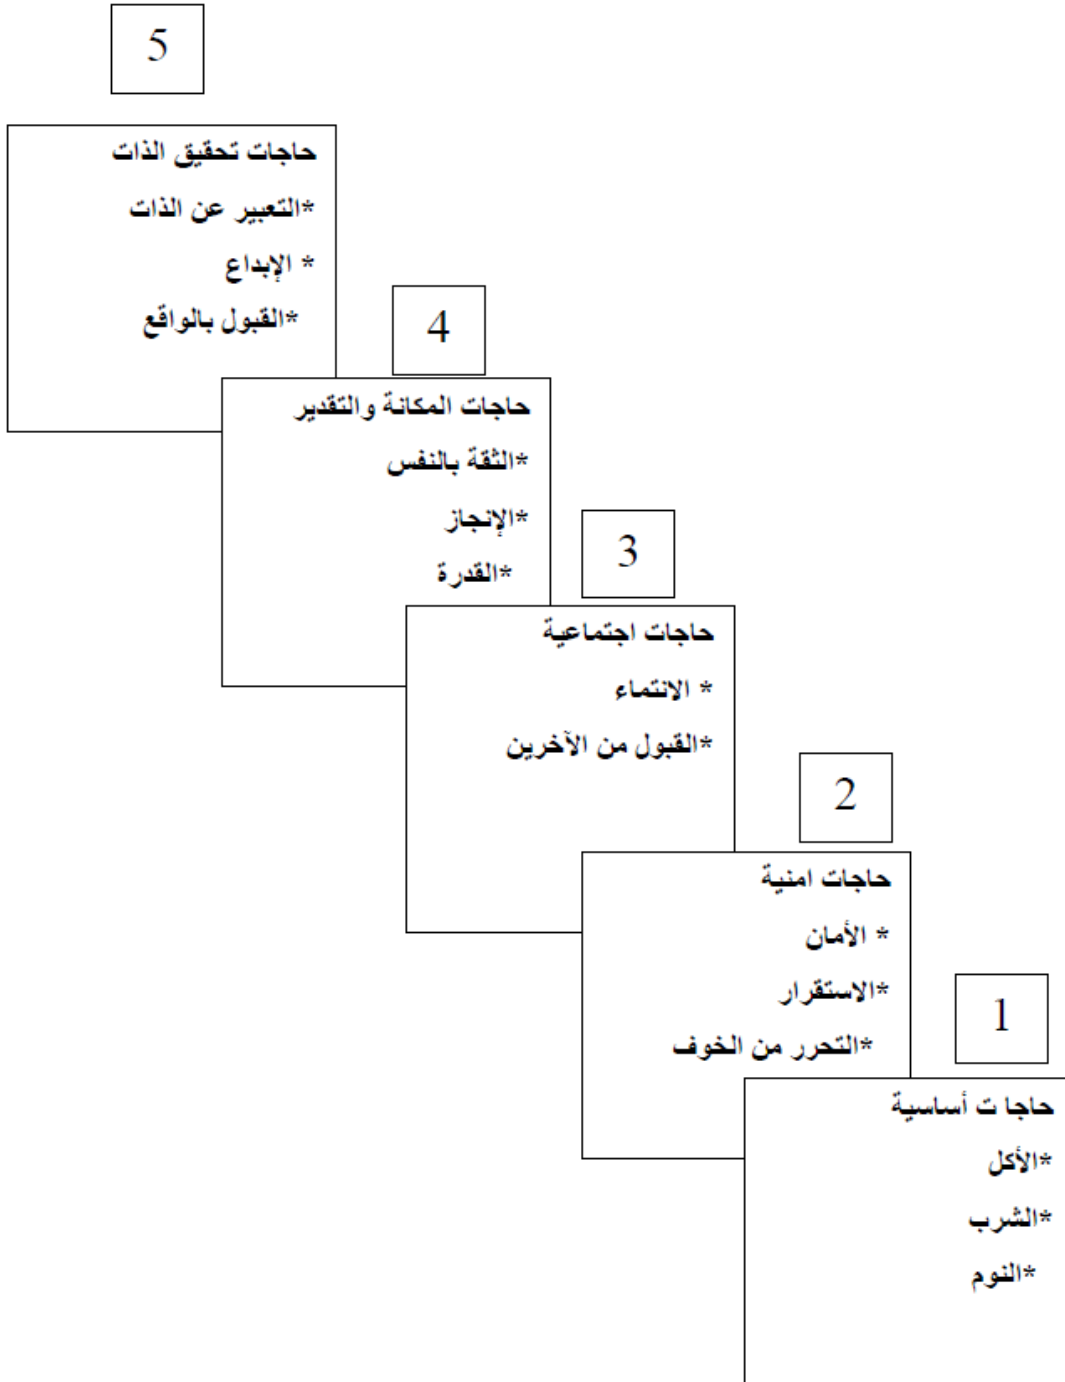 5
حاجات تحقيق الذات
*التعبير عن الذات
* الإبداع
*القبول بالواقع
4
حاجات المكانة والتقدير
*الثقة بالنفس
*الإنجاز
*القدرة
3
حاجات اجتماعية
* الانتماء
*القبول من الآخرين
2
حاجات امنية
* الأمان
*الاستقرار
*التحرر من الخوف
1
حاجا ت أساسية
*الأكل
*الشرب
*النوم